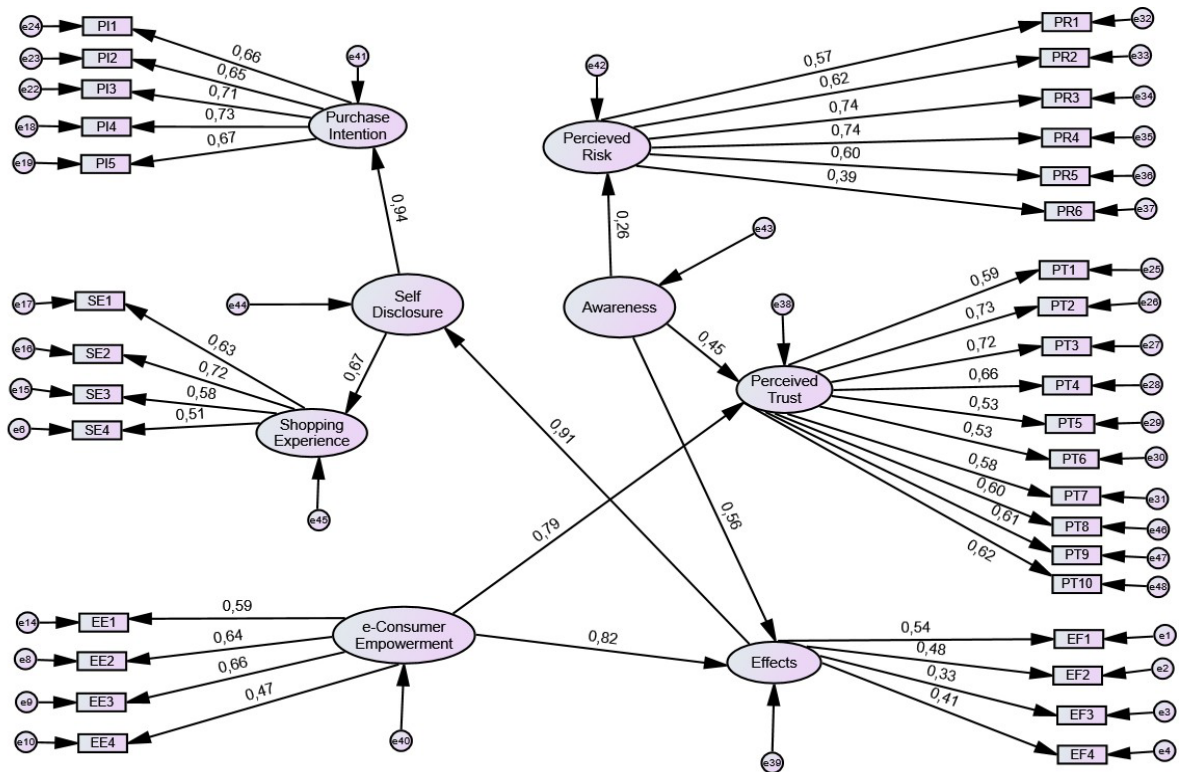 e24
PI1
e23
PI2
e22
PI3
e18
PI4
e19
PI5
0,66
0,65
0,71
0,73
0,67
e41
Purchase
Intention
e42
Percieved
Risk
0,57
0,62
0,74
0,74
0,60
0,39
PR1
e32
PR2
e33
PR3
e34
PR4
e35
PR5
e36
PR6
e37
0,94
0,26
e43
e17
SE1
e16
SE2
e15
SE3
e6
SE4
0,63
0,72
0,58
0,51
e44
Self
Disclosure
0,67
Shopping
Experience
e45
Awareness
e38
0,45
Perceived
Trust
0,59
0,73
0,72
0,66
0,53
0,53
0,58
0,60
0,61
0,62
PT1
e25
PT2
e26
PT3
e27
PT4
e28
PT5
e29
PT6
e30
PT7
e31
PT8
e46
PT9
e47
PT10
e48
0,91
0,79
0,56
e14
EE1
e8
EE2
e9
EE3
e10
EE4
0,59
0,64
0,66
0,47
e-Consumer
Empowerment
e40
0,82
Effects
e39
0,54
0,48
0,33
0,41
EF1
e1
EF2
e2
EF3
e3
EF4
e4